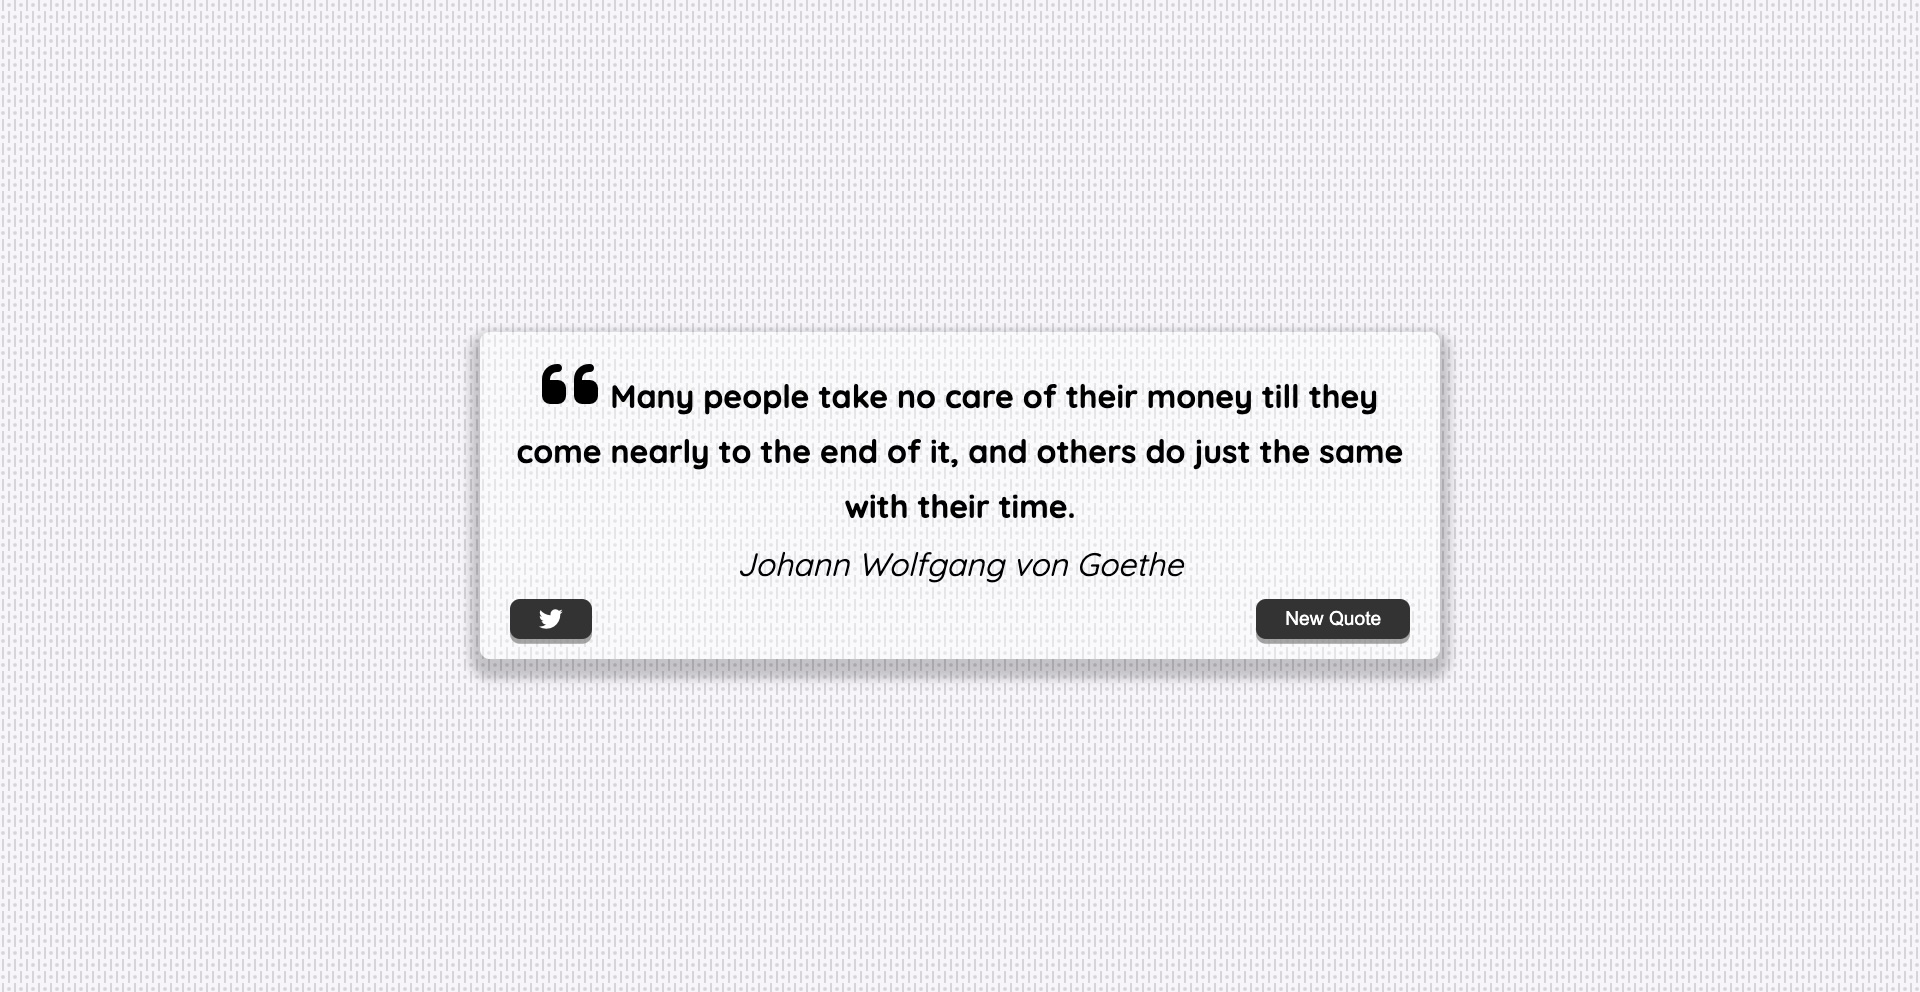 Many people take no care of their money till they
come nearly to the end of it, and others do just the same
with their time.
Johann Wolfgang von Goethe
New Quote